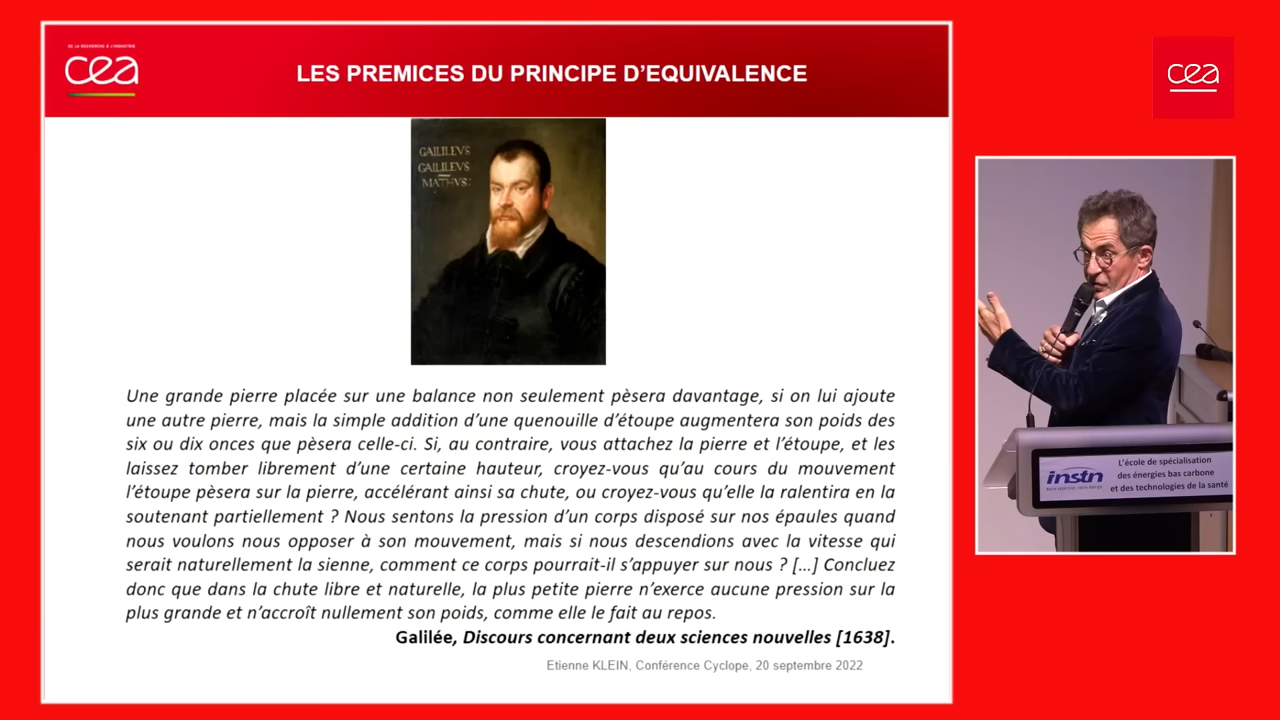 DE LA RECHERCHE À L'INDUSTRIE
cea
LES PREMICES DU PRINCIPE D'EQUIVALENCE
cea
GALILEVS
GALILEVS
MATHVS:
Une grande pierre placée sur une balance non seulement pèsera davantage, si on lui ajoute
une autre pierre, mais la simple addition d'une quenouille d'étoupe augmentera son poids des
six ou dix onces que pèsera celle-ci. Si, au contraire, vous attachez la pierre et l'étoupe, et les
laissez tomber librement d'une certaine hauteur, croyez-vous qu'au cours du mouvement
l'étoupe pèsera sur la pierre, accélérant ainsi sa chute, ou croyez-vous qu'elle la ralentira en la
soutenant partiellement ? Nous sentons la pression d'un corps disposé sur nos épaules quand
nous voulons nous opposer à son mouvement, mais si nous descendions avec la vitesse qui
serait naturellement la sienne, comment ce corps pourrait-il s'appuyer sur nous ? [...] Concluez
donc que dans la chute libre et naturelle, la plus petite pierre n'exerce aucune pression sur la
plus grande et n'accroît nullement son poids, comme elle le fait au repos.
Galilée, Discours concernant deux sciences nouvelles [1638].
Etienne KLEIN, Conférence Cyclope, 20 septembre 2022
instn
L'école de spécialisation
des énergies bas carbone
et des technologies de la santé